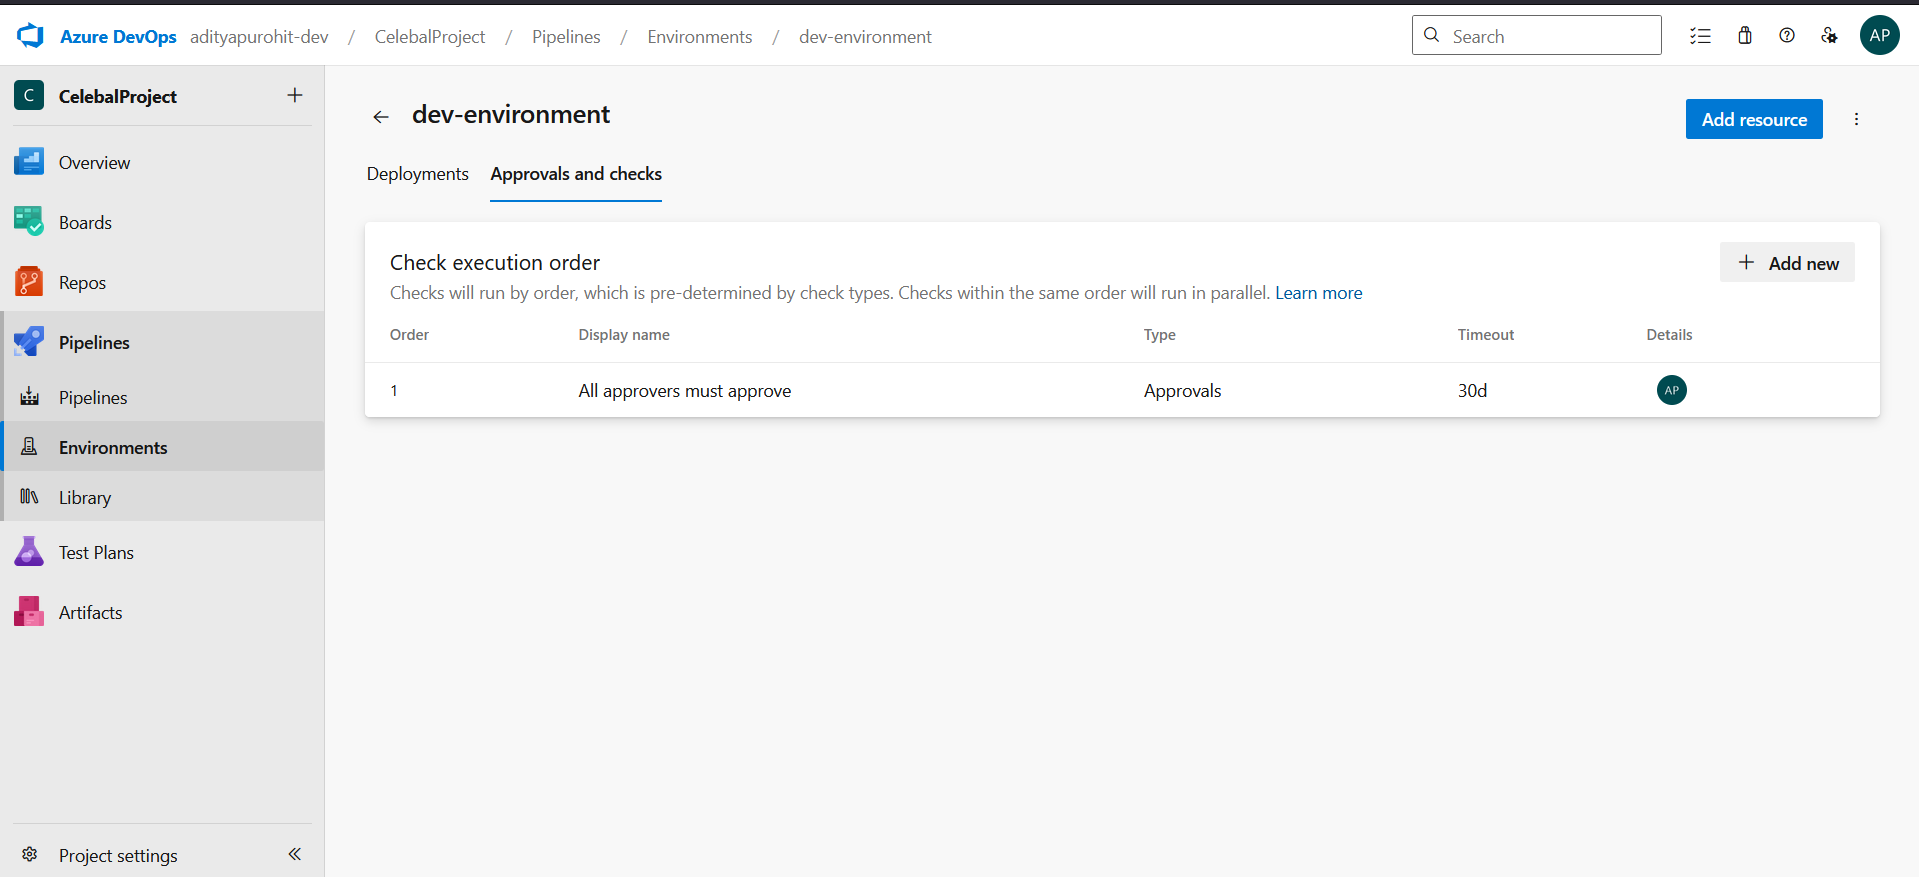 Azure DevOps adityapurohit-dev / CelebalProject / Pipelines / Environments / dev-environment Search AP
C CelebalProject
Overview
Boards
Repos
Pipelines
Pipelines
Environments
Library
Test Plans
Artifacts
Project settings
dev-environment
Add resource
Deployments Approvals and checks
Check execution order
Add new
Checks will run by order, which is pre-determined by check types. Checks within the same order will run in parallel. Learn more
Order Display name Type Timeout Details
1 All approvers must approve Approvals 30d AP